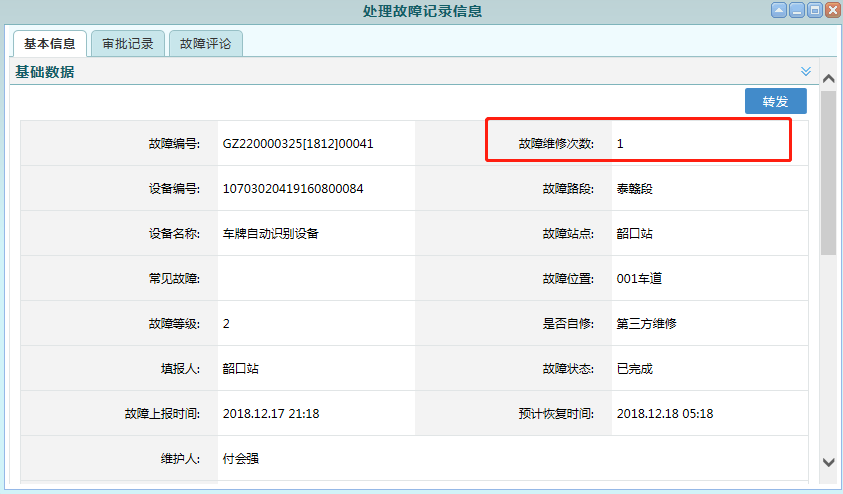 处理故障记录信息
基本信息 审批记录 故障评论
基础数据
转发
故障编号: GZ220000325[1812]00041 故障维修次数: 1
设备编号: 10703020419160800084 故障路段: 泰赣段
设备名称: 车牌自动识别设备 故障站点: 韶口站
常见故障: 故障位置: 001车道
故障等级: 2 是否自修: 第三方维修
填报人: 韶口站 故障状态: 已完成
故障上报时间: 2018.12.17 21:18 预计恢复时间: 2018.12.18 05:18
维护人: 付会强